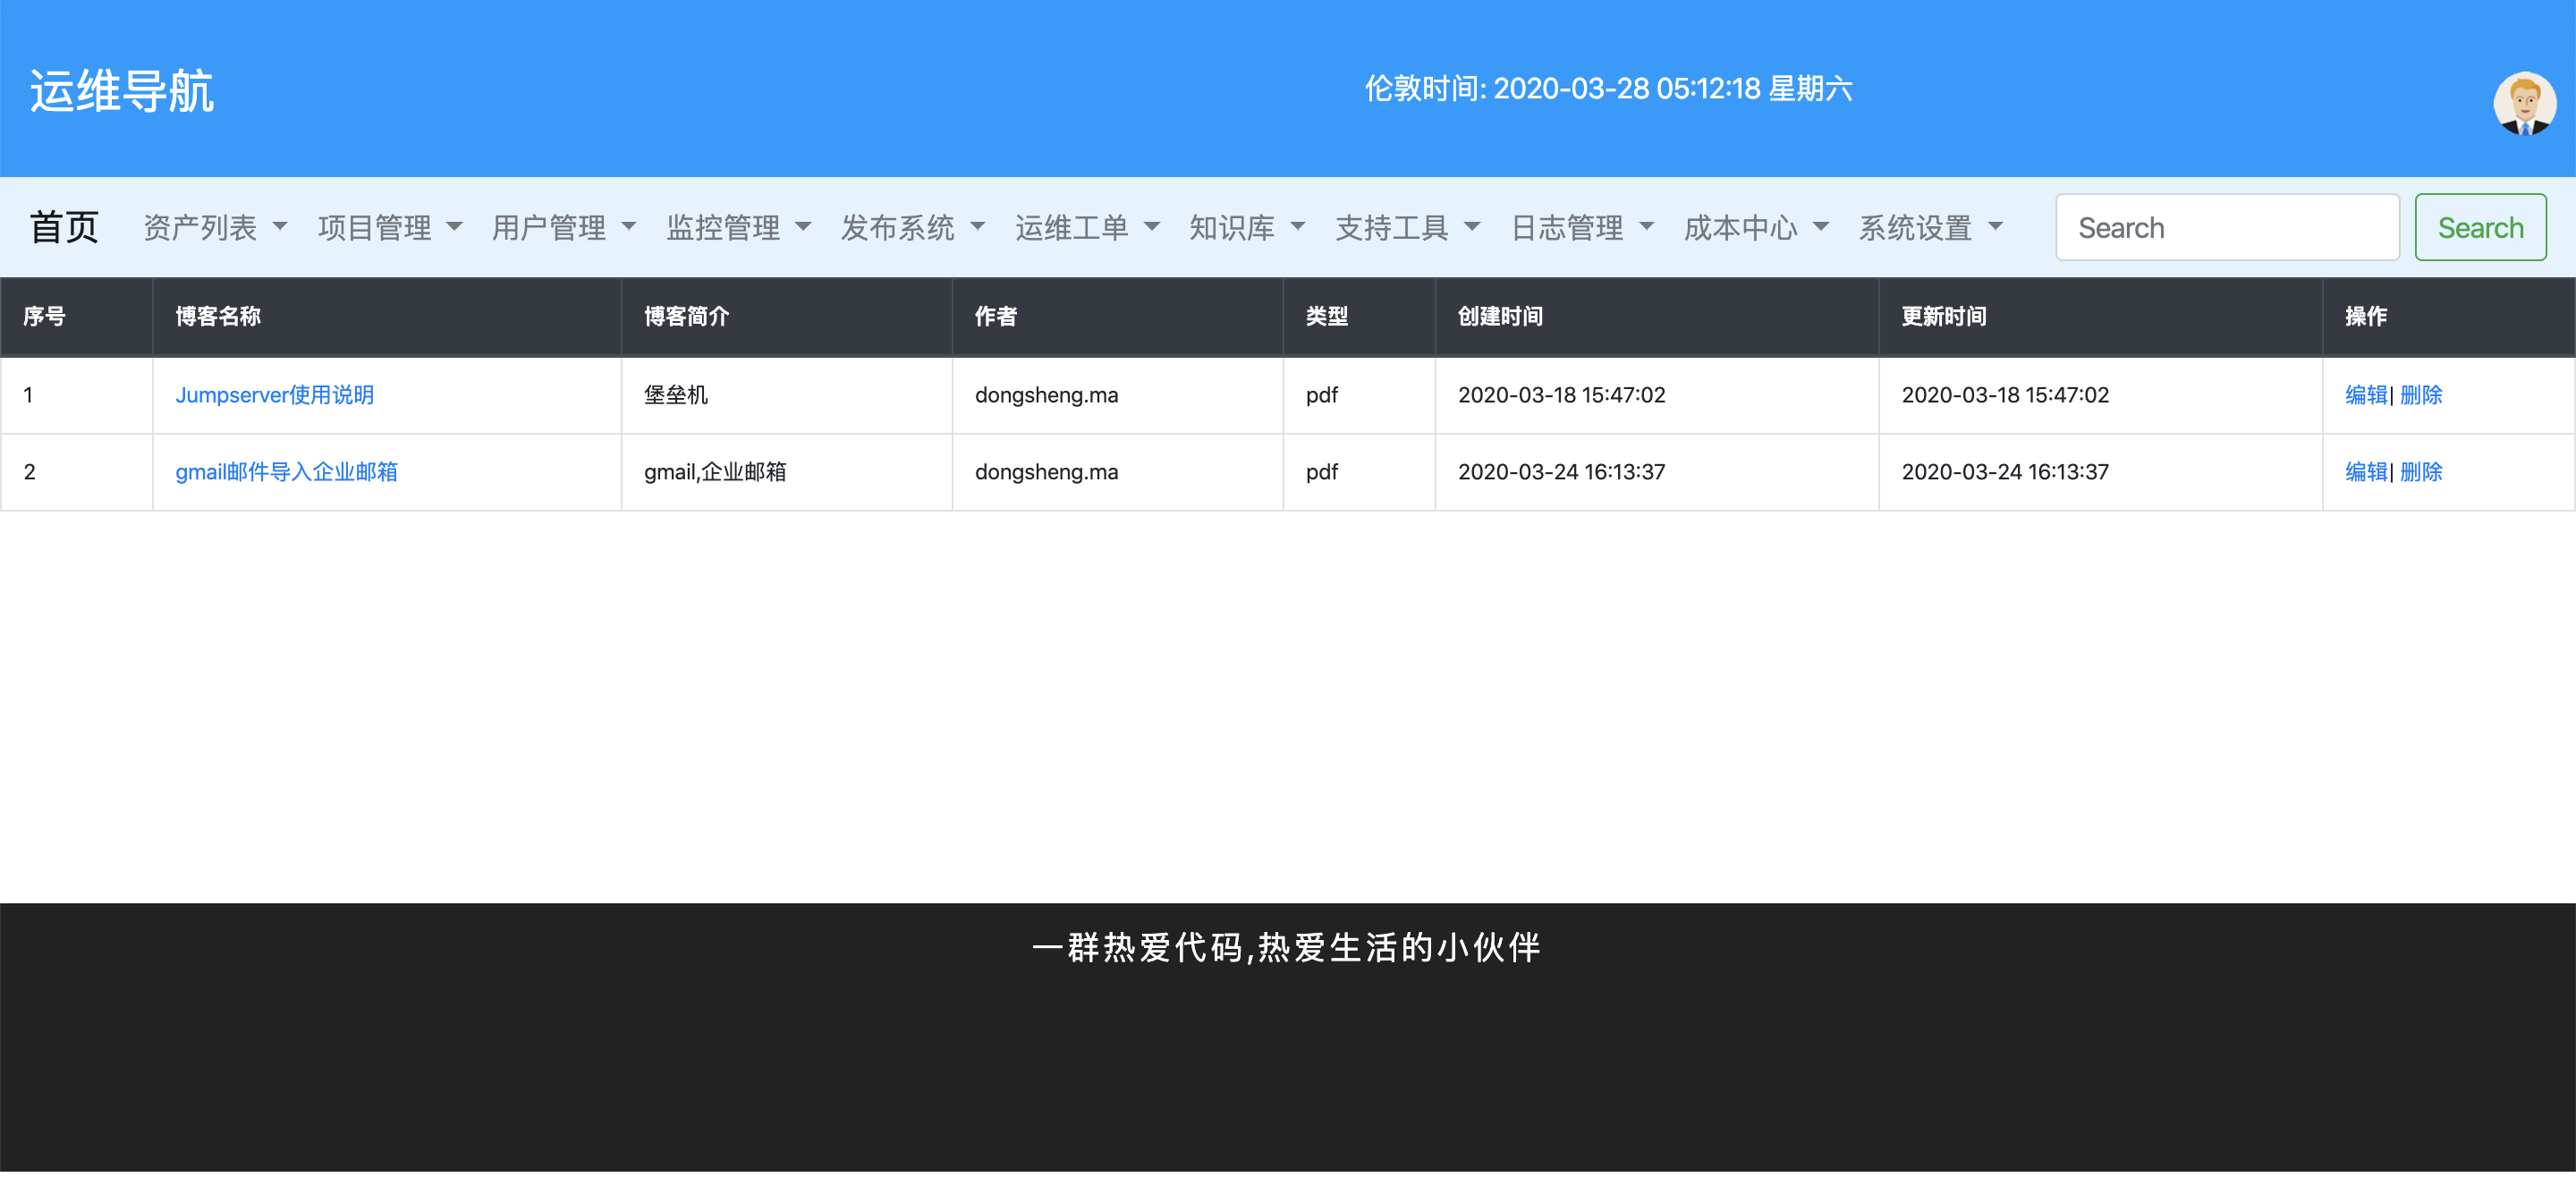 运维导航
伦敦时间: 2020-03-28 05:12:18 星期六
首页 资产列表 项目管理 用户管理 监控管理 发布系统 运维工单 知识库 支持工具 日志管理 成本中心 系统设置 Search Search
序号 博客名称 博客简介 作者 类型 创建时间 更新时间 操作
1 Jumpserver使用说明 堡垒机 dongsheng.ma pdf 2020-03-18 15:47:02 2020-03-18 15:47:02 编辑| 删除
2 gmail邮件导入企业邮箱 gmail,企业邮箱 dongsheng.ma pdf 2020-03-24 16:13:37 2020-03-24 16:13:37 编辑| 删除
一群热爱代码,热爱生活的小伙伴